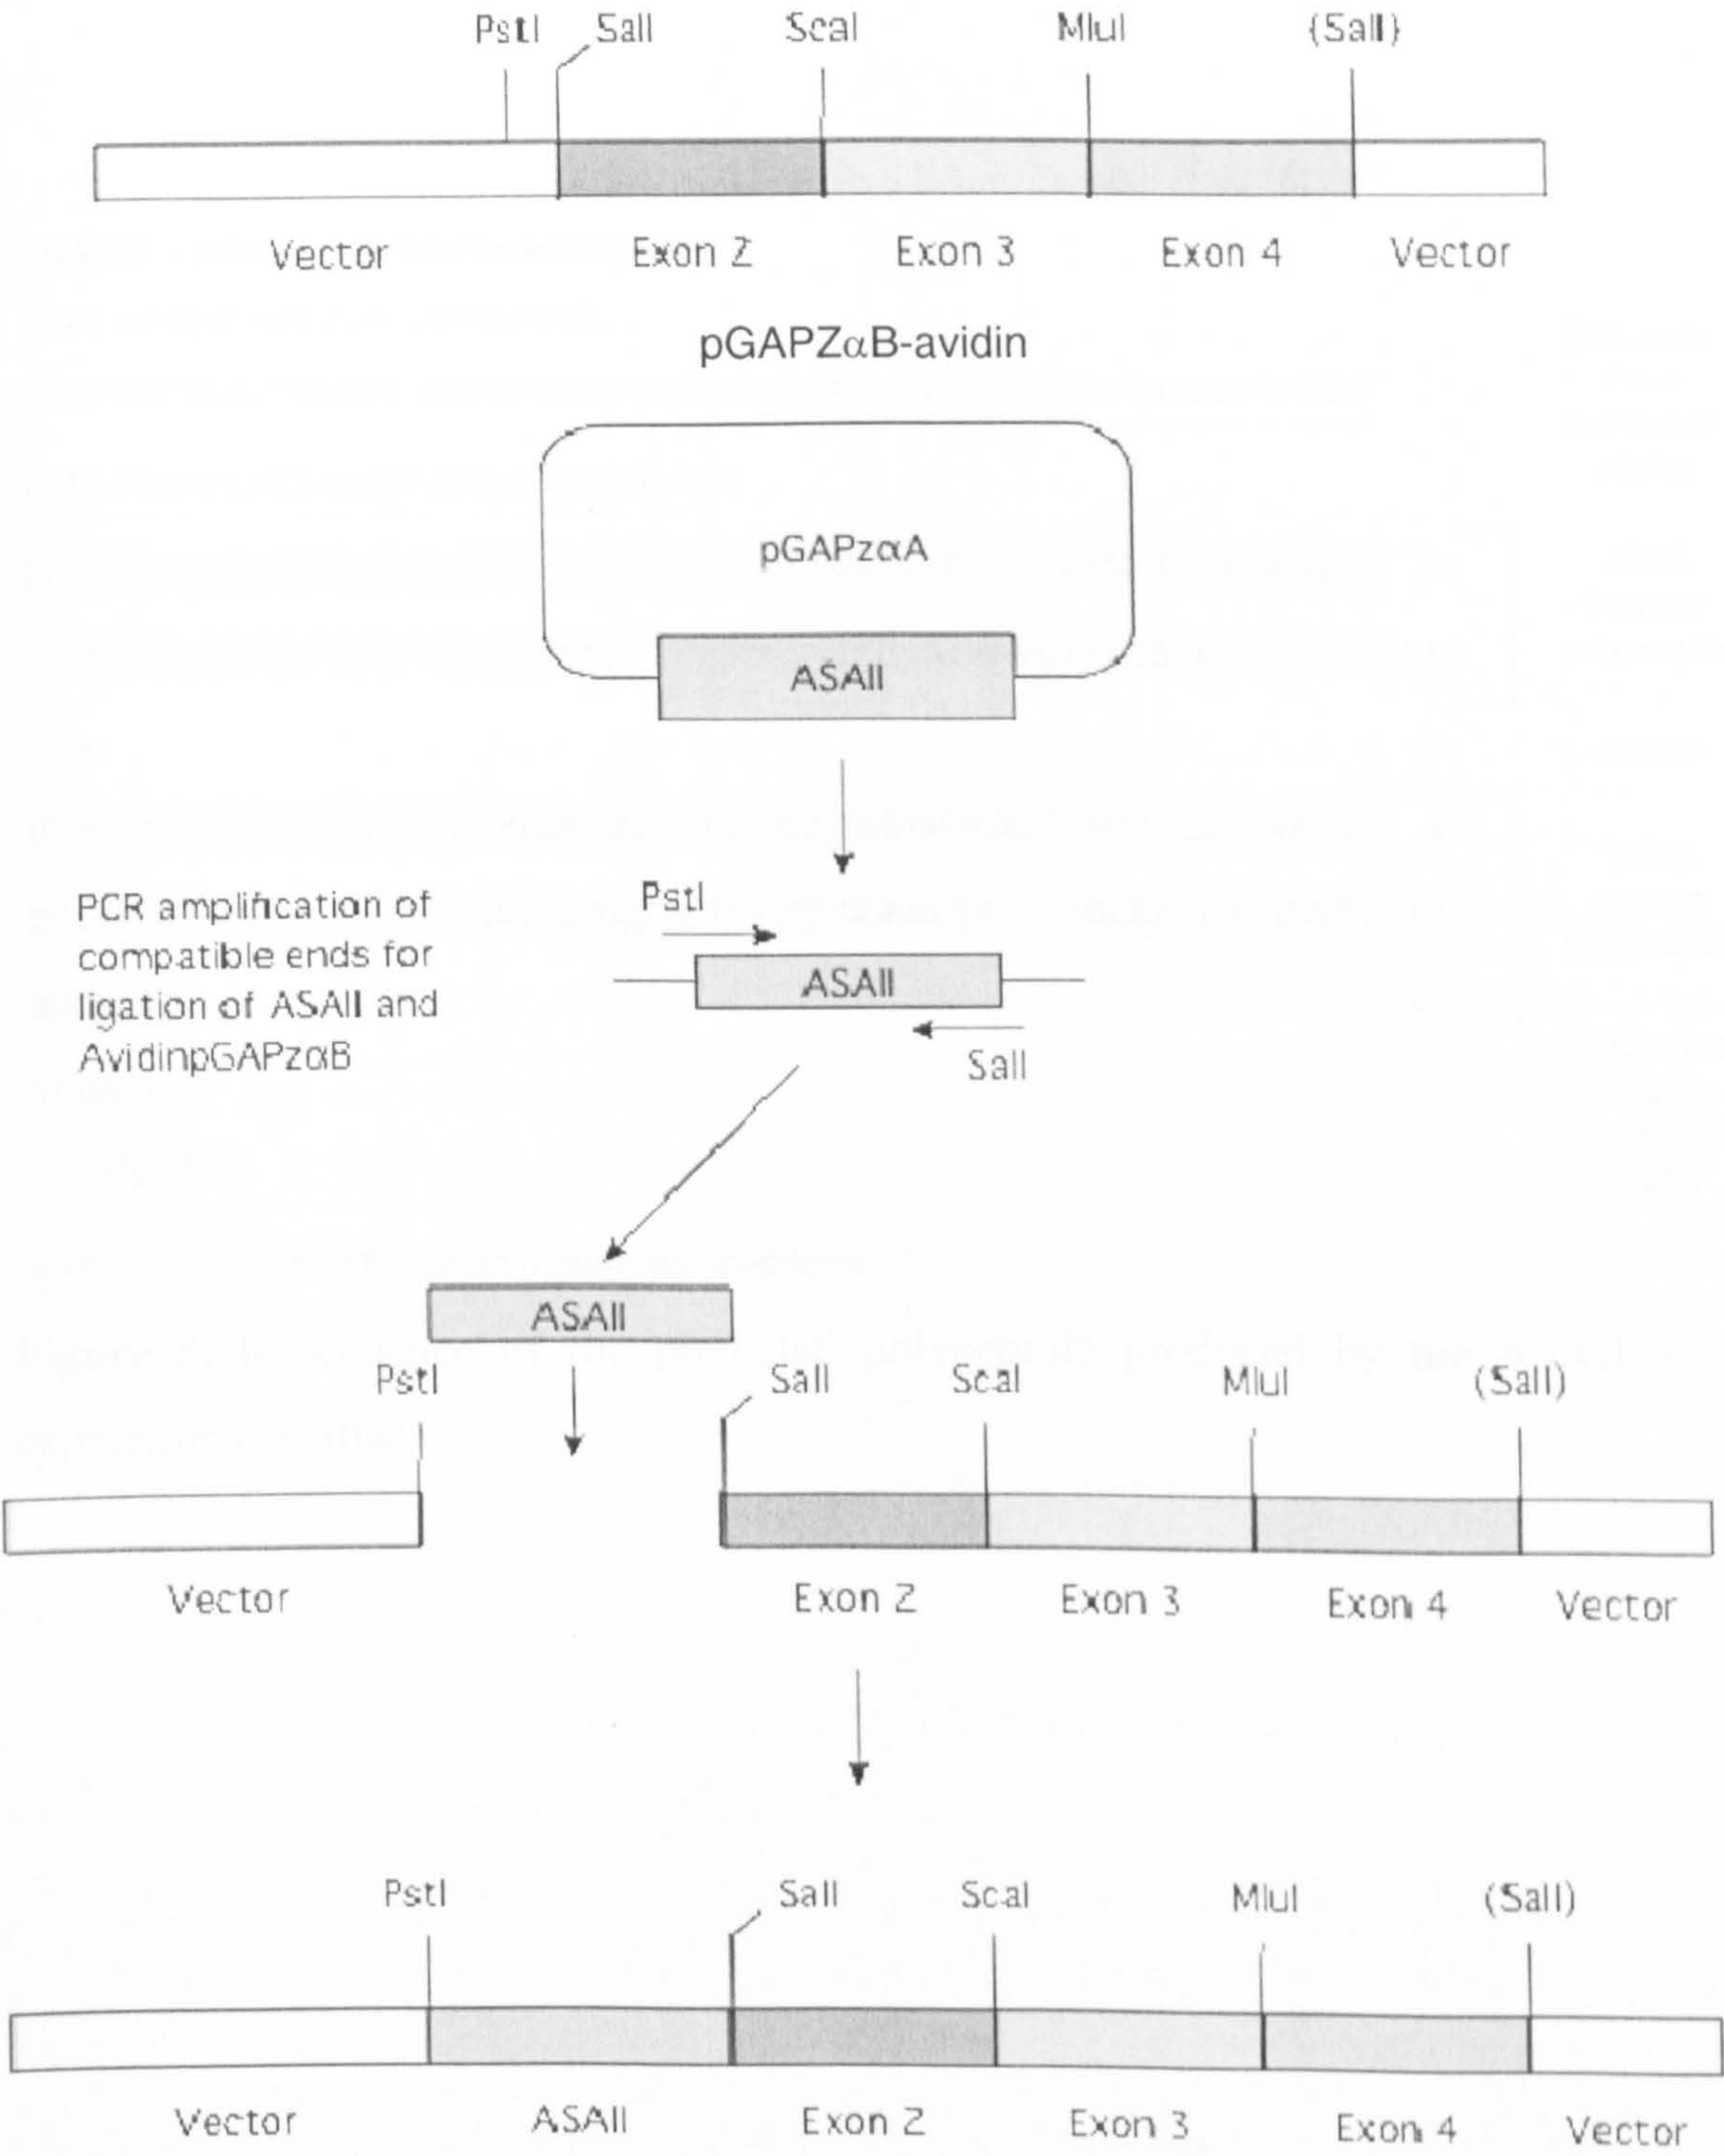 PstI SalI ScaI MluI (SalI)
Vector Exon 2 Exon 3 Exon 4 Vector
pGAPZαB-avidin
pGAPzαA
ASAII
PCR amplification of
compatible ends for
ligation of ASAII and
AvidinpGAPzαB
PstI
ASAII
SalI
ASAII
PstI SalI ScaI MluI (SalI)
Vector Exon 2 Exon 3 Exon 4 Vector
PstI SalI ScaI MluI (SalI)
Vector ASAII Exon 2 Exon 3 Exon 4 Vector